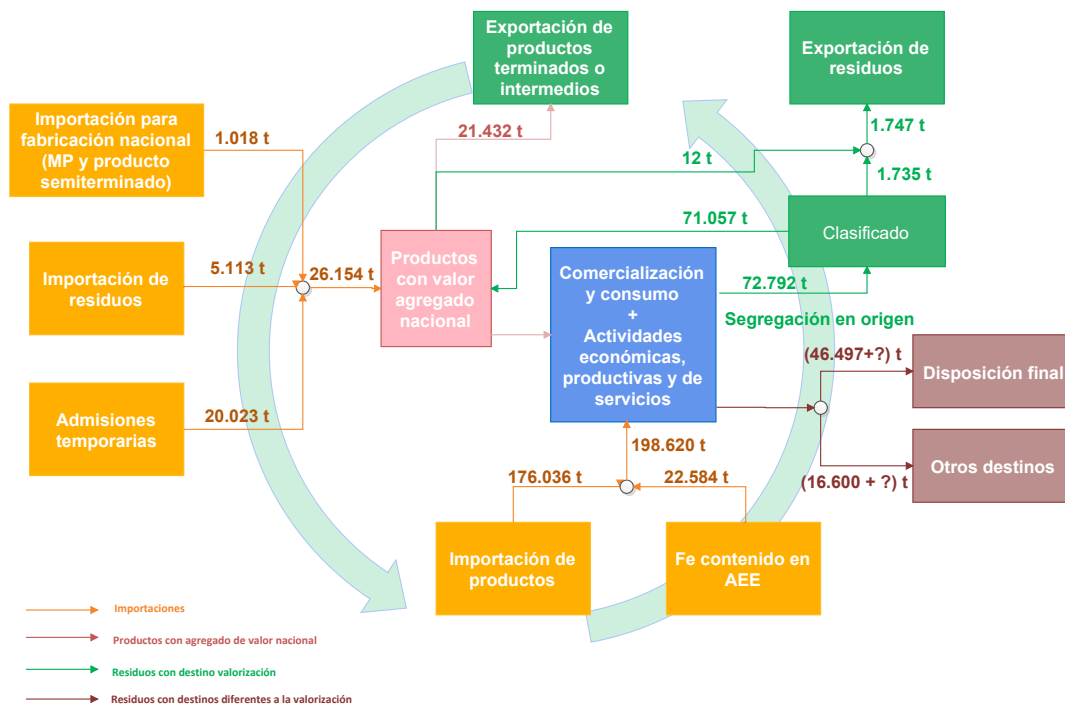 Exportación de
productos
terminados o
intermedios
Exportación de
residuos
Importación para
fabricación nacional
(MP y producto
semiterminado)
1.018 t
21.432 t
1.747 t
12 t
1.735 t
71.057 t
Clasificado
Importación de
residuos
5.113 t
26.154 t
Productos
con valor
agregado
nacional
Comercialización
y consumo
+
Actividades
económicas,
productivas y de
servicios
72.792 t
Segregación en origen
(46.497+?) t
Disposición final
Admisiones
temporarias
20.023 t
198.620 t
Otros destinos
(16.600 + ?) t
176.036 t
22.584 t
Importación de
productos
Fe contenido en
AEE
Importaciones
Productos con agregado de valor nacional
Residuos con destino valorización
Residuos con destinos diferentes a la valorización